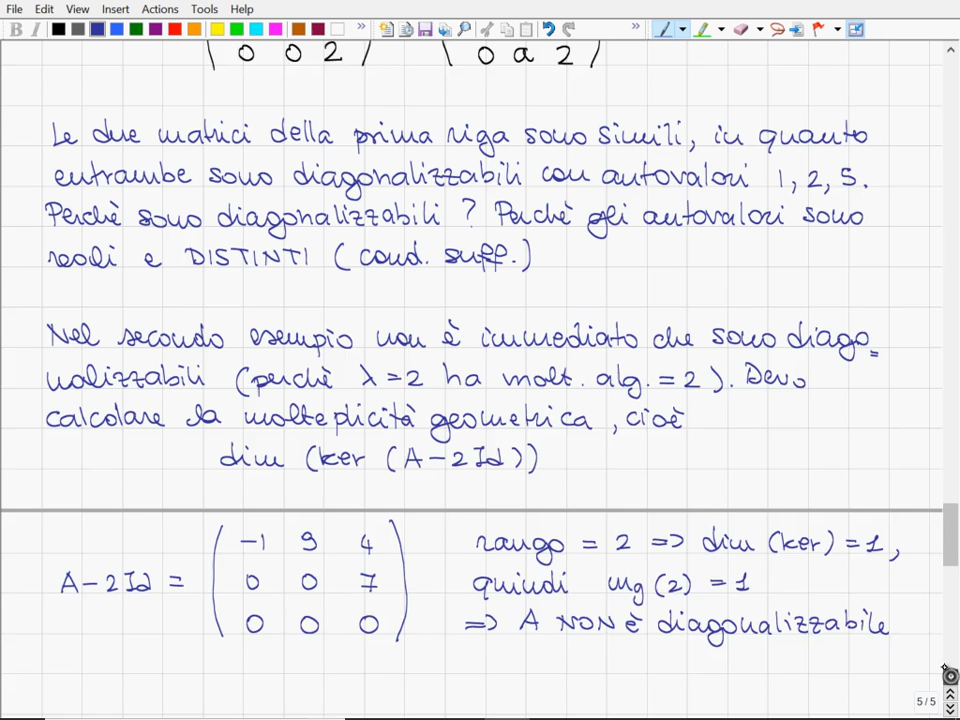 File Edit View Insert Actions Tools Help
B I
0 0 2 0 a 2
Le due matrici della prima riga sono simili, in quanto
entrambe sono diagonalizzabili con autovalori 1, 2, 5.
Perchè sono diagonalizzabili ? Perchè gli autovalori sono
reali e DISTINTI (cond. suff.)
Nel secondo esempio non è immediato che sono diago=
nalizzabili (perchè λ=2 ha molt. alg. = 2). Devo
calcolare la molteplicità geometrica, cioè
dim (ker (A-2Id))
A-2Id = ( -1 9 4
0 0 7
0 0 0 )
rango = 2 => dim (ker) = 1,
quindi mg (2) = 1
=> A NON è diagonalizzabile
5/5